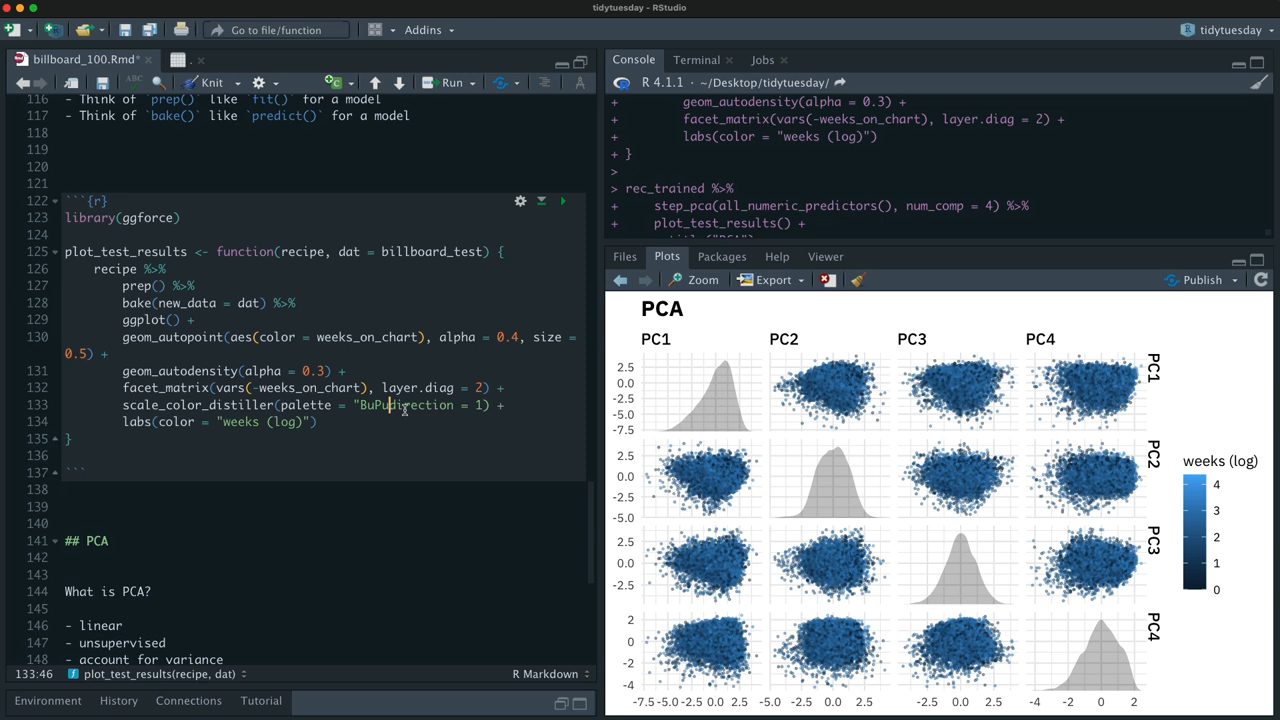 tidytuesday - RStudio
Go to file/function
Addins
tidytuesday
billboard_100.Rmd*
.
ABC
Knit
Run
116 - Think of `prep()` like `fit()` for a model
117 - Think of `bake()` like `predict()` for a model
118
119
120
121
122 ```{r}
123 library(ggforce)
124
125 plot_test_results <- function(recipe, dat = billboard_test) {
126 recipe %>%
127 prep() %>%
128 bake(new_data = dat) %>%
129 ggplot() +
130 geom_autopoint(aes(color = weeks_on_chart), alpha = 0.4, size =
0.5) +
131 geom_autodensity(alpha = 0.3) +
132 facet_matrix(vars(-weeks_on_chart), layer.diag = 2) +
133 scale_color_distiller(palette = "BuPudirection = 1) +
134 labs(color = "weeks (log)")
135 }
136
137 ```
138
139
140
141 ## PCA
142
143
144 What is PCA?
145
146 - linear
147 - unsupervised
148 - account for variance
133:46 plot_test_results(recipe, dat) R Markdown
Environment History Connections Tutorial
Console Terminal Jobs
R 4.1.1 · ~/Desktop/tidytuesday/
+ geom_autodensity(alpha = 0.3) +
+ facet_matrix(vars(-weeks_on_chart), layer.diag = 2) +
+ labs(color = "weeks (log)")
+ }
>
> rec_trained %>%
+ step_pca(all_numeric_predictors(), num_comp = 4) %>%
+ plot_test_results() +
Files Plots Packages Help Viewer
Zoom Export Publish
PCA
PC1 PC2 PC3 PC4
2.5
0.0
-2.5
-5.0
-7.5
PC1
5.0
2.5
0.0
-2.5
-5.0
PC2
2.5
0.0
-2.5
PC3
2
0
-2
-4
PC4
-7.5 -5.0 -2.5 0.0 2.5
-5.0 -2.5 0.0 2.5 5.0
-2.5 0.0 2.5
-4 -2 0 2
weeks (log)
4
3
2
1
0